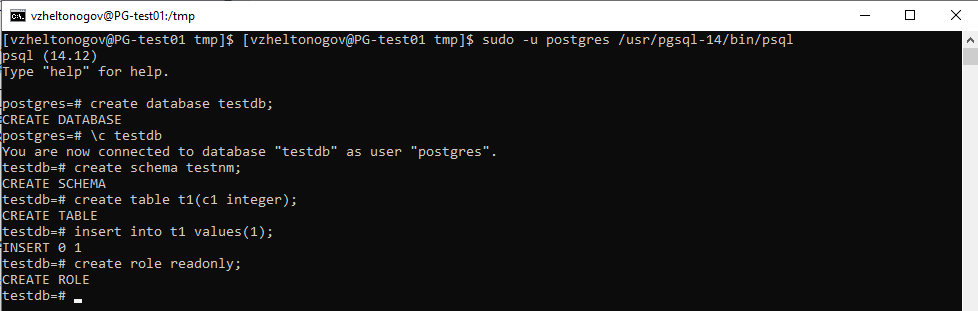 vzheltonogov@PG-test01:/tmp
[vzheltonogov@PG-test01 tmp]$ [vzheltonogov@PG-test01 tmp]$ sudo -u postgres /usr/pgsql-14/bin/psql
psql (14.12)
Type "help" for help.
postgres=# create database testdb;
CREATE DATABASE
postgres=# \c testdb
You are now connected to database "testdb" as user "postgres".
testdb=# create schema testnm;
CREATE SCHEMA
testdb=# create table t1(c1 integer);
CREATE TABLE
testdb=# insert into t1 values(1);
INSERT 0 1
testdb=# create role readonly;
CREATE ROLE
testdb=#